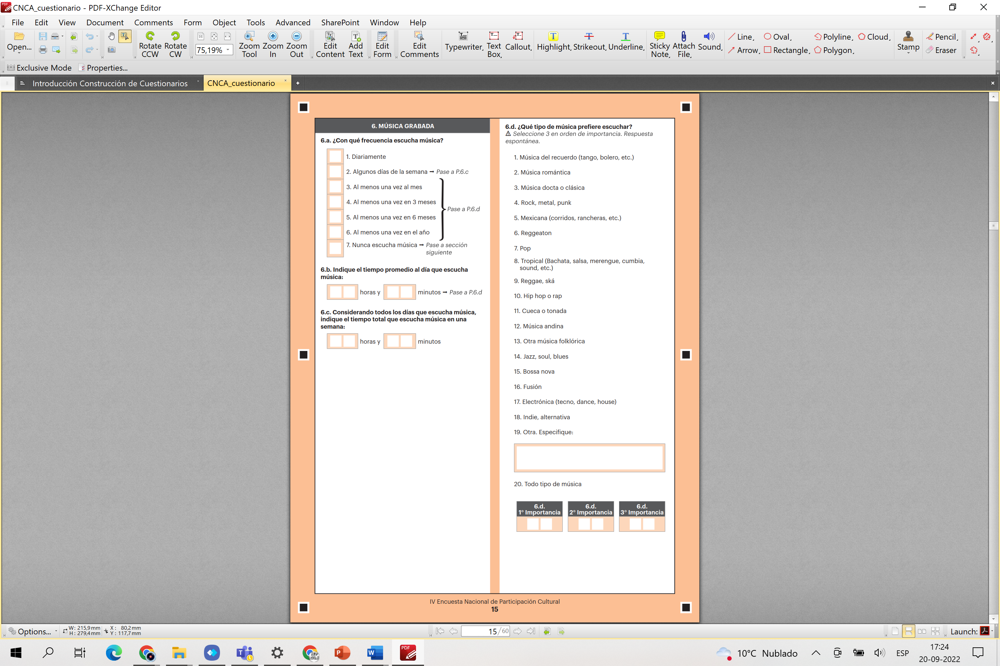 CNCA_cuestionario - PDF-XChange Editor
File Edit View Document Comments Form Object Tools Advanced SharePoint Window Help
Open... Rotate CCW Rotate CW 75,19% Zoom Tool Zoom In Zoom Out Edit Content Add Text Edit Form Edit Comments Typewriter Text Box Callout Highlight Strikeout Underline Sticky Note Attach File Sound Line Arrow Oval Rectangle Polyline Polygon Cloud Stamp Pencil Eraser
Exclusive Mode Properties...
Introducción Construcción de Cuestionarios CNCA_cuestionario
6. MÚSICA GRABADA
6.a. ¿Con qué frecuencia escucha música?
1. Diariamente
2. Algunos días de la semana ➞ Pase a P.6.c
3. Al menos una vez al mes
4. Al menos una vez en 3 meses
Pase a P.6.d
5. Al menos una vez en 6 meses
6. Al menos una vez en el año
7. Nunca escucha música ➞ Pase a sección
siguiente
6.b. Indique el tiempo promedio al día que escucha
música:
horas y minutos ➞ Pase a P.6.d
6.c. Considerando todos los días que escucha música,
indique el tiempo total que escucha música en una
semana:
horas y minutos
6.d. ¿Qué tipo de música prefiere escuchar?
⚠ Seleccione 3 en orden de importancia. Respuesta
espontánea.
1. Música del recuerdo (tango, bolero, etc.)
2. Música romántica
3. Música docta o clásica
4. Rock, metal, punk
5. Mexicana (corridos, rancheras, etc.)
6. Reggeaton
7. Pop
8. Tropical (Bachata, salsa, merengue, cumbia,
sound, etc.)
9. Reggae, ská
10. Hip hop o rap
11. Cueca o tonada
12. Música andina
13. Otra música folklórica
14. Jazz, soul, blues
15. Bossa nova
16. Fusión
17. Electrónica (tecno, dance, house)
18. Indie, alternativa
19. Otra. Especifique:
20. Todo tipo de música
6.d. 6.d. 6.d.
1° Importancia 2° Importancia 3° Importancia
IV Encuesta Nacional de Participación Cultural
15
Options... W: 215,9 mm X: 80,2 mm
H: 279,4 mm Y: 117,7 mm
15 / 60
Launch:
10°C Nublado ESP 17:24
20-09-2022